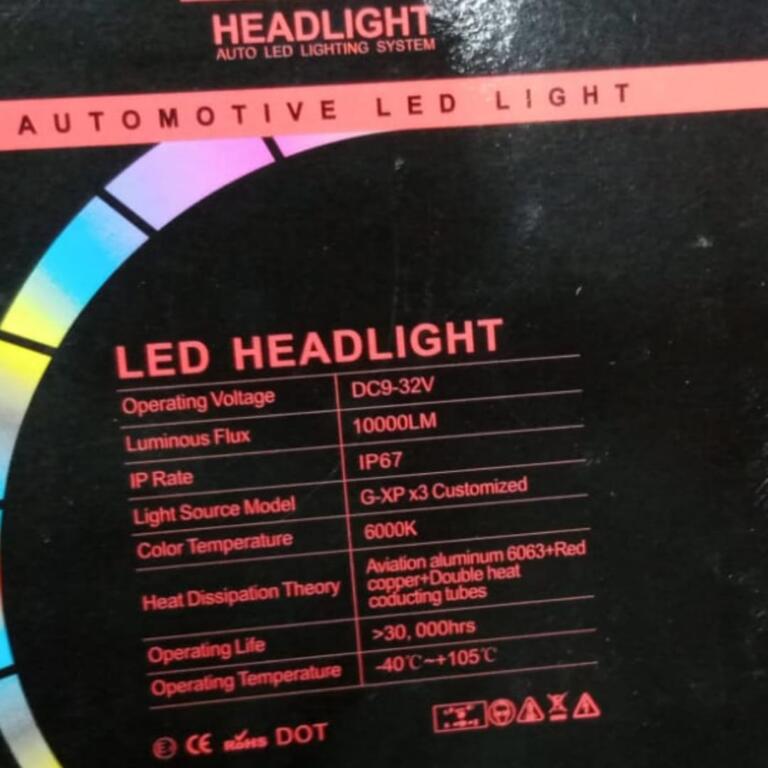 HEADLIGHT
AUTO LED LIGHTING SYSTEM
AUTOMOTIVE LED LIGHT
LED HEADLIGHT
Operating Voltage DC9-32V
Luminous Flux 10000LM
IP Rate IP67
Light Source Model G-XP x3 Customized
Color Temperature 6000K
Heat Dissipation Theory Aviation aluminum 6063+Red
copper+Double heat
coducting tubes
Operating Life >30, 000hrs
Operating Temperature -40℃~+105℃
CE RoHS DOT